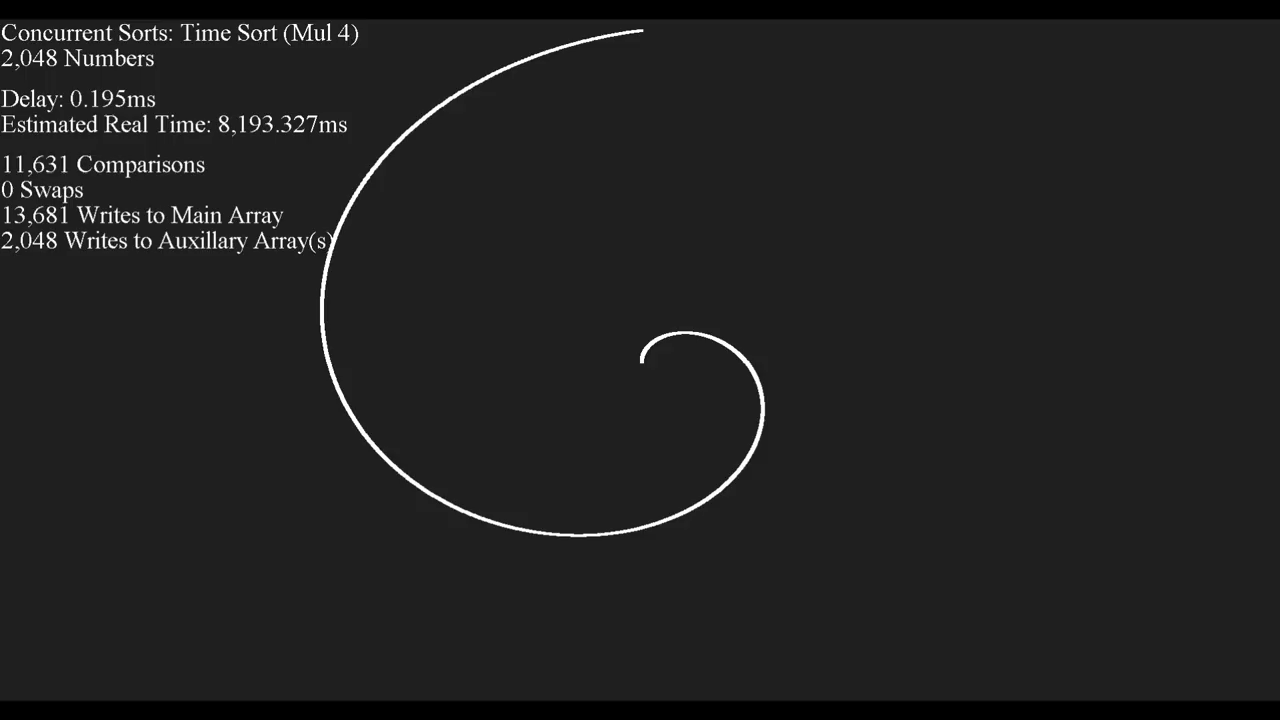 Concurrent Sorts: Time Sort (Mul 4)
2,048 Numbers
Delay: 0.195ms
Estimated Real Time: 8,193.327ms
11,631 Comparisons
0 Swaps
13,681 Writes to Main Array
2,048 Writes to Auxillary Array(s)